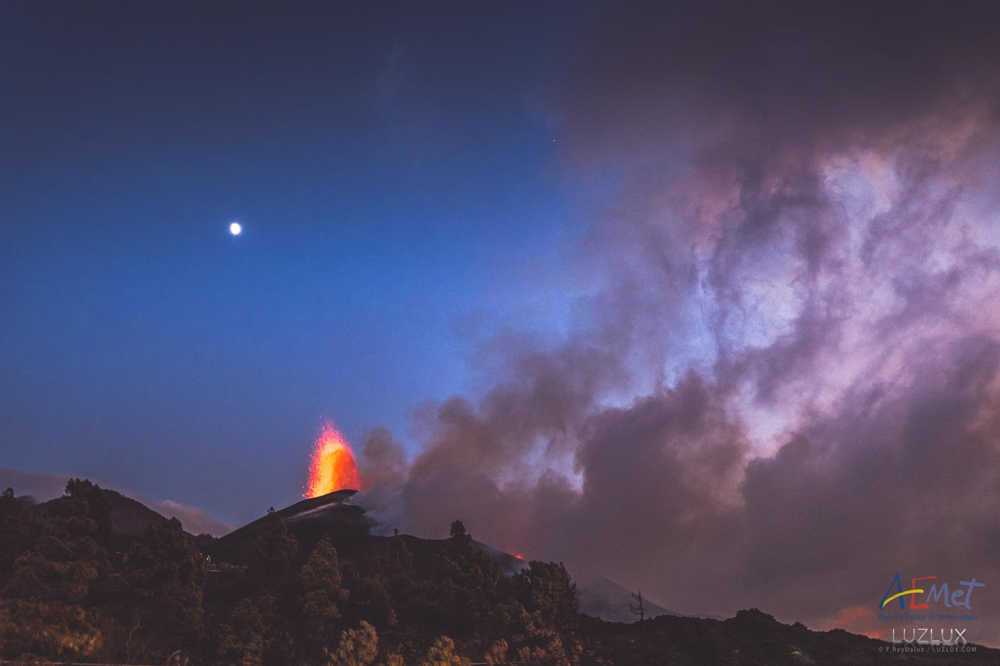 AEMet
Agencia Estatal de Meteorología
LUZLUX
© F.ReyDaluz / LUZLUX.COM